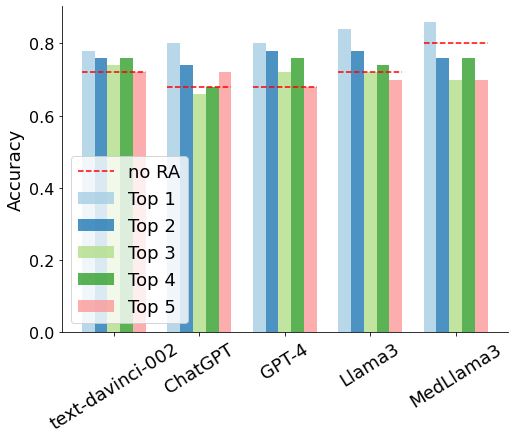 Accuracy
0.8
0.6
0.4
0.2
0.0
no RA
Top 1
Top 2
Top 3
Top 4
Top 5
text-davinci-002
ChatGPT
GPT-4
Llama3
MedLlama3